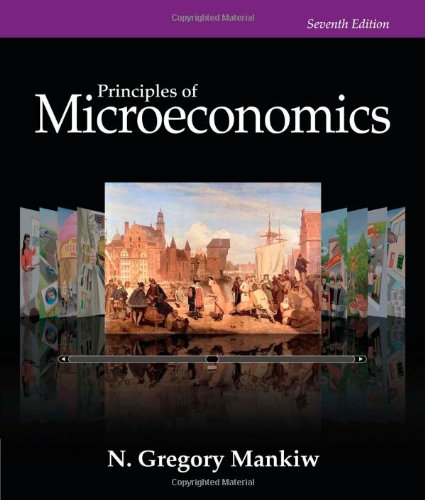 Copyrighted Material
Seventh Edition
Principles of
Microeconomics
N. Gregory Mankiw
Copyrighted Material